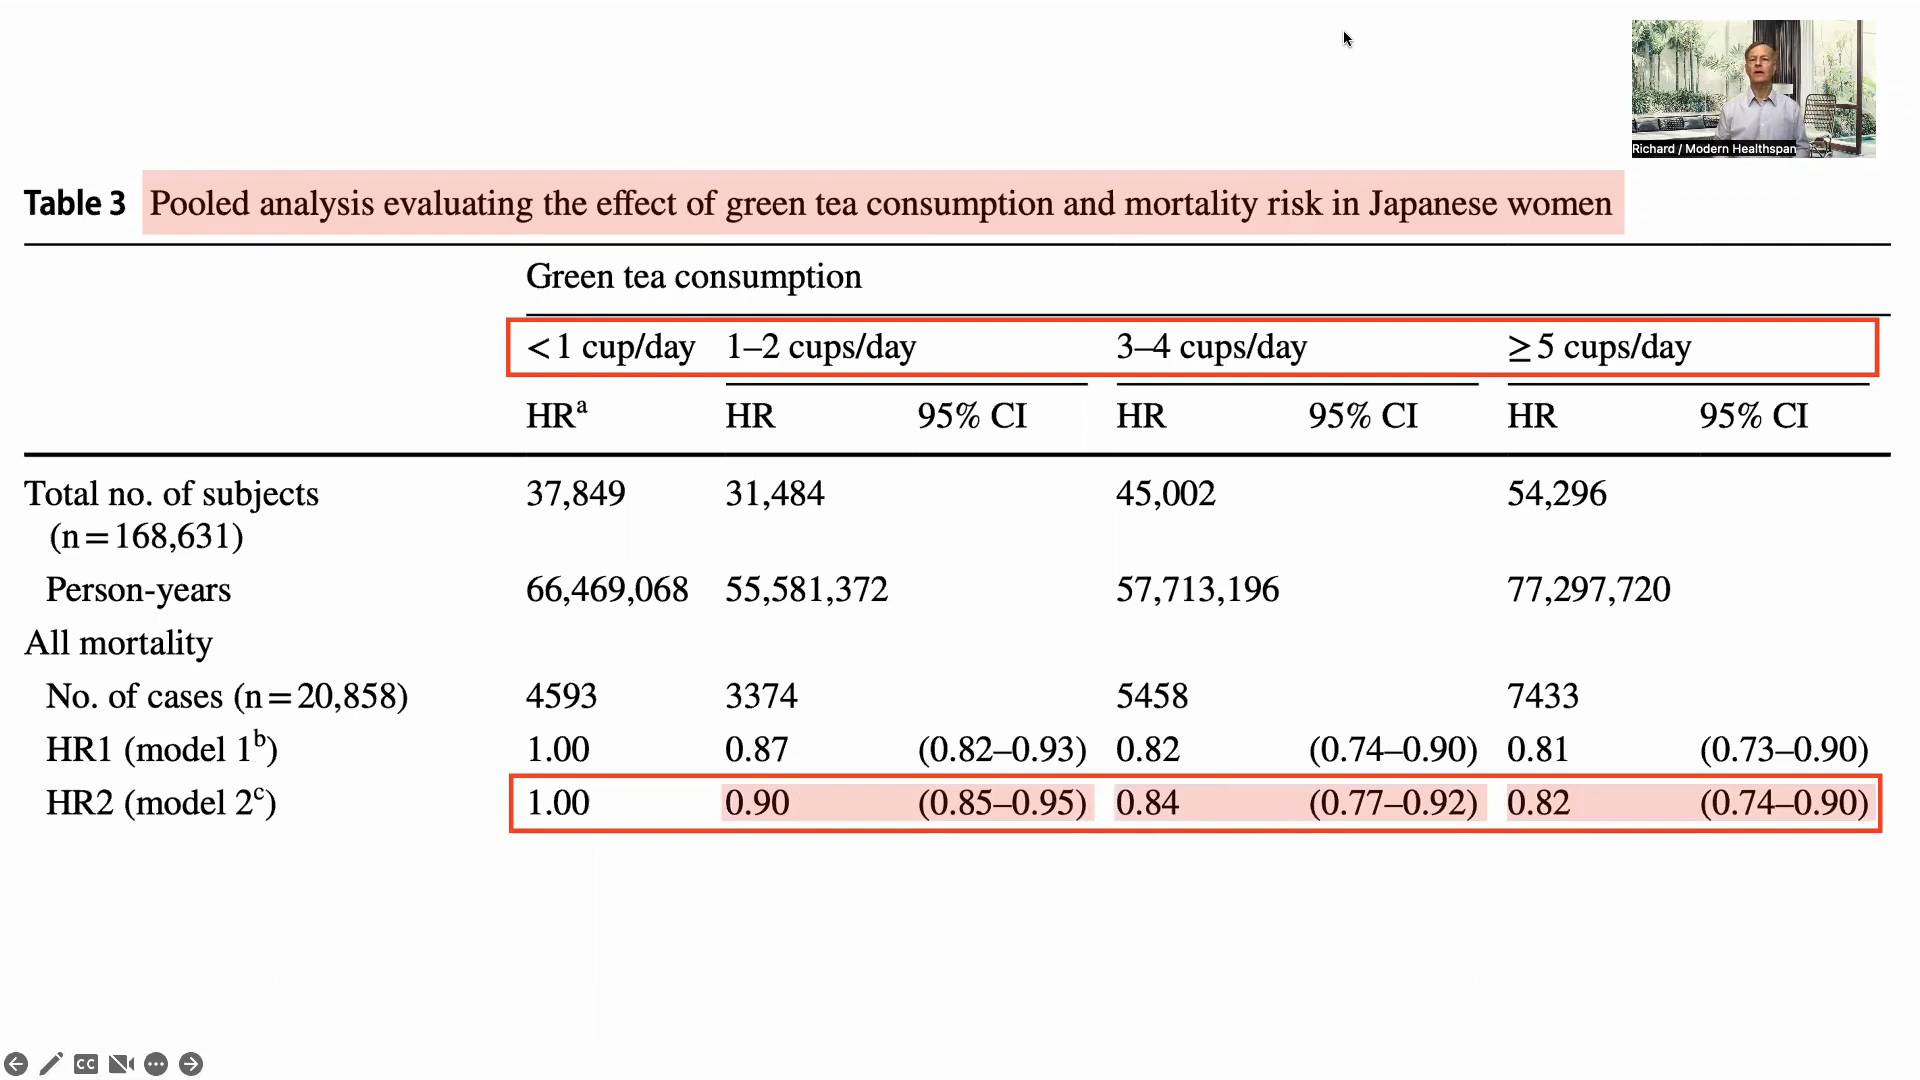 Richard / Modern Healthspan
Table 3 Pooled analysis evaluating the effect of green tea consumption and mortality risk in Japanese women
Green tea consumption
<1 cup/day 1–2 cups/day 3–4 cups/day ≥5 cups/day
HRᵃ HR 95% CI HR 95% CI HR 95% CI
Total no. of subjects 37,849 31,484 45,002 54,296
(n=168,631)
Person-years 66,469,068 55,581,372 57,713,196 77,297,720
All mortality
No. of cases (n=20,858) 4593 3374 5458 7433
HR1 (model 1ᵇ) 1.00 0.87 (0.82–0.93) 0.82 (0.74–0.90) 0.81 (0.73–0.90)
HR2 (model 2ᶜ) 1.00 0.90 (0.85–0.95) 0.84 (0.77–0.92) 0.82 (0.74–0.90)
CC